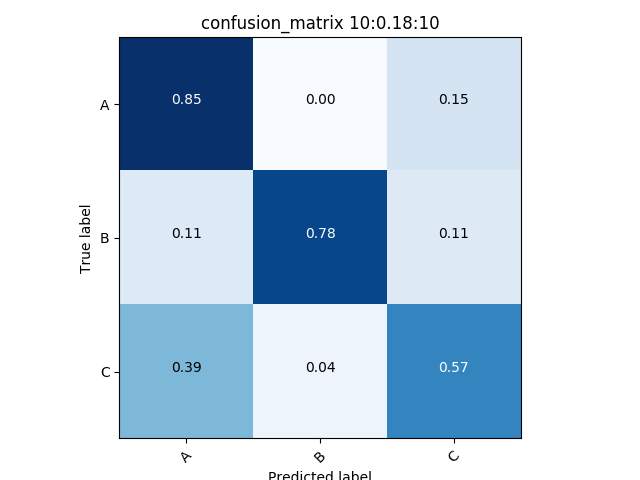 confusion_matrix 10:0.18:10
A 0.85 0.00 0.15
B 0.11 0.78 0.11
C 0.39 0.04 0.57
True label
A B C
Predicted label